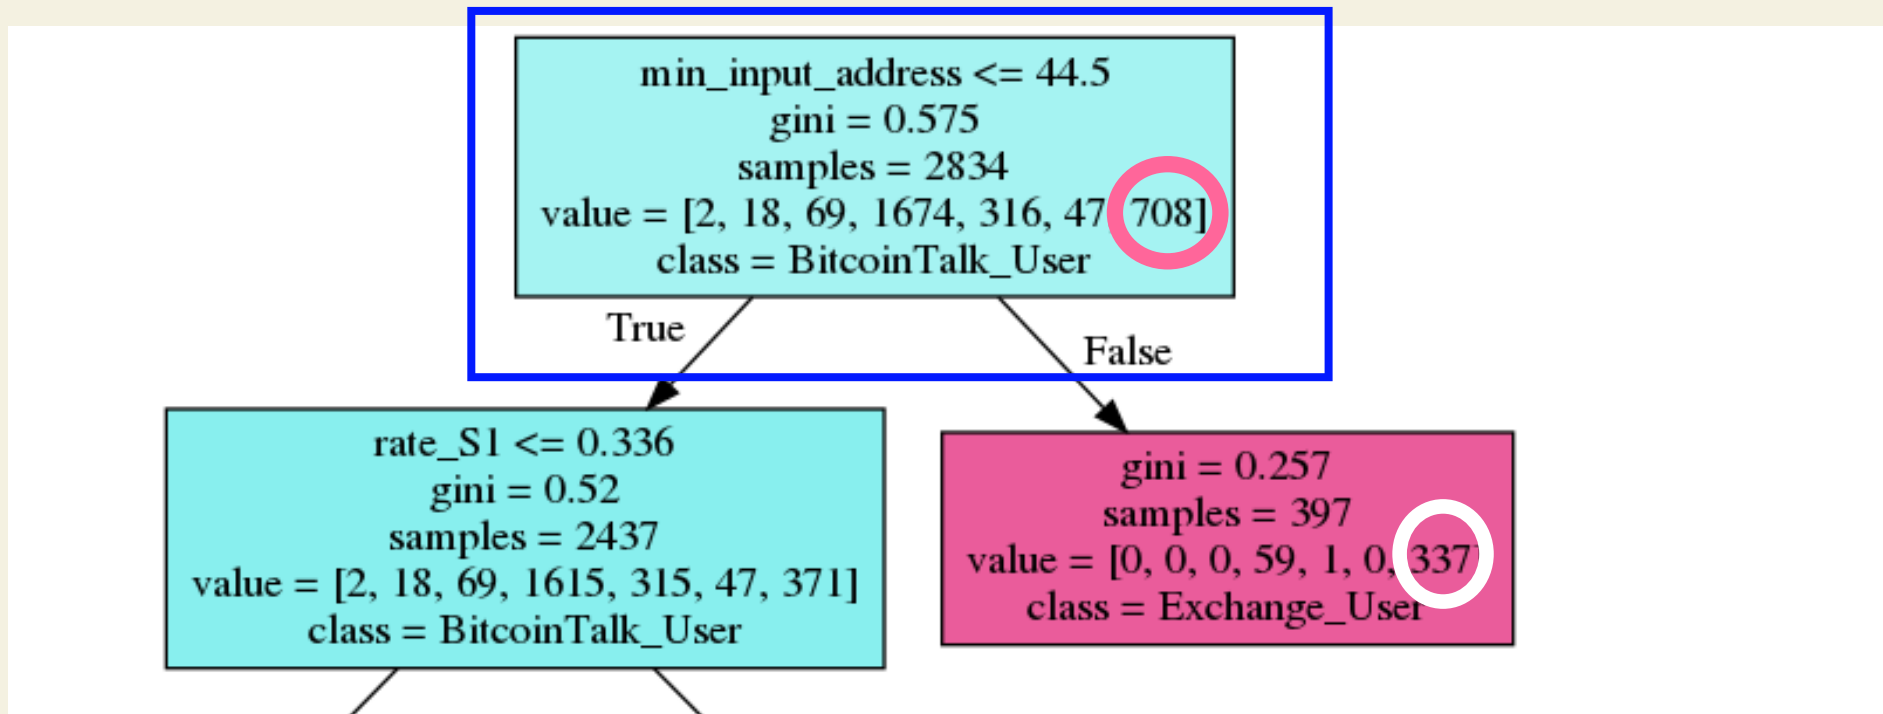 min_input_address <= 44.5
gini = 0.575
samples = 2834
value = [2, 18, 69, 1674, 316, 47, 708]
class = BitcoinTalk_User
True
False
rate_S1 <= 0.336
gini = 0.52
samples = 2437
value = [2, 18, 69, 1615, 315, 47, 371]
class = BitcoinTalk_User
gini = 0.257
samples = 397
value = [0, 0, 0, 59, 1, 0, 337]
class = Exchange_User